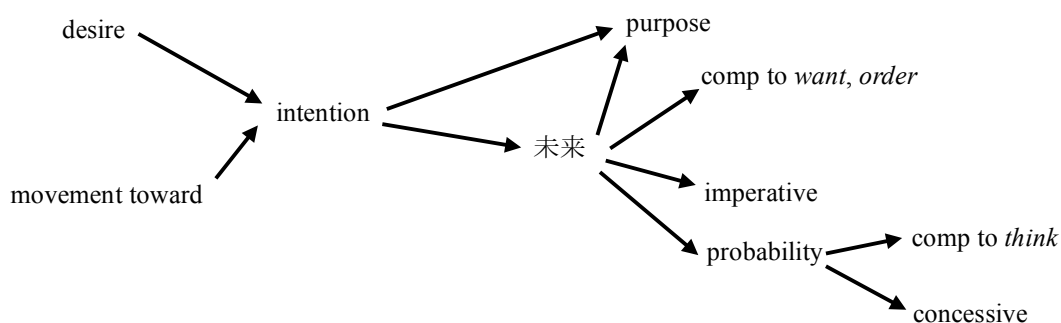 desire
purpose
comp to want, order
intention
未来
movement toward
imperative
probability
comp to think
concessive